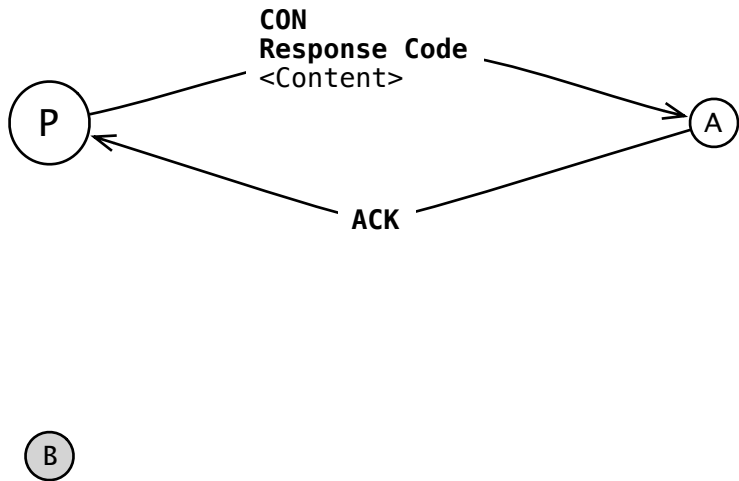 CON
Response Code
<Content>
P
A
ACK
B